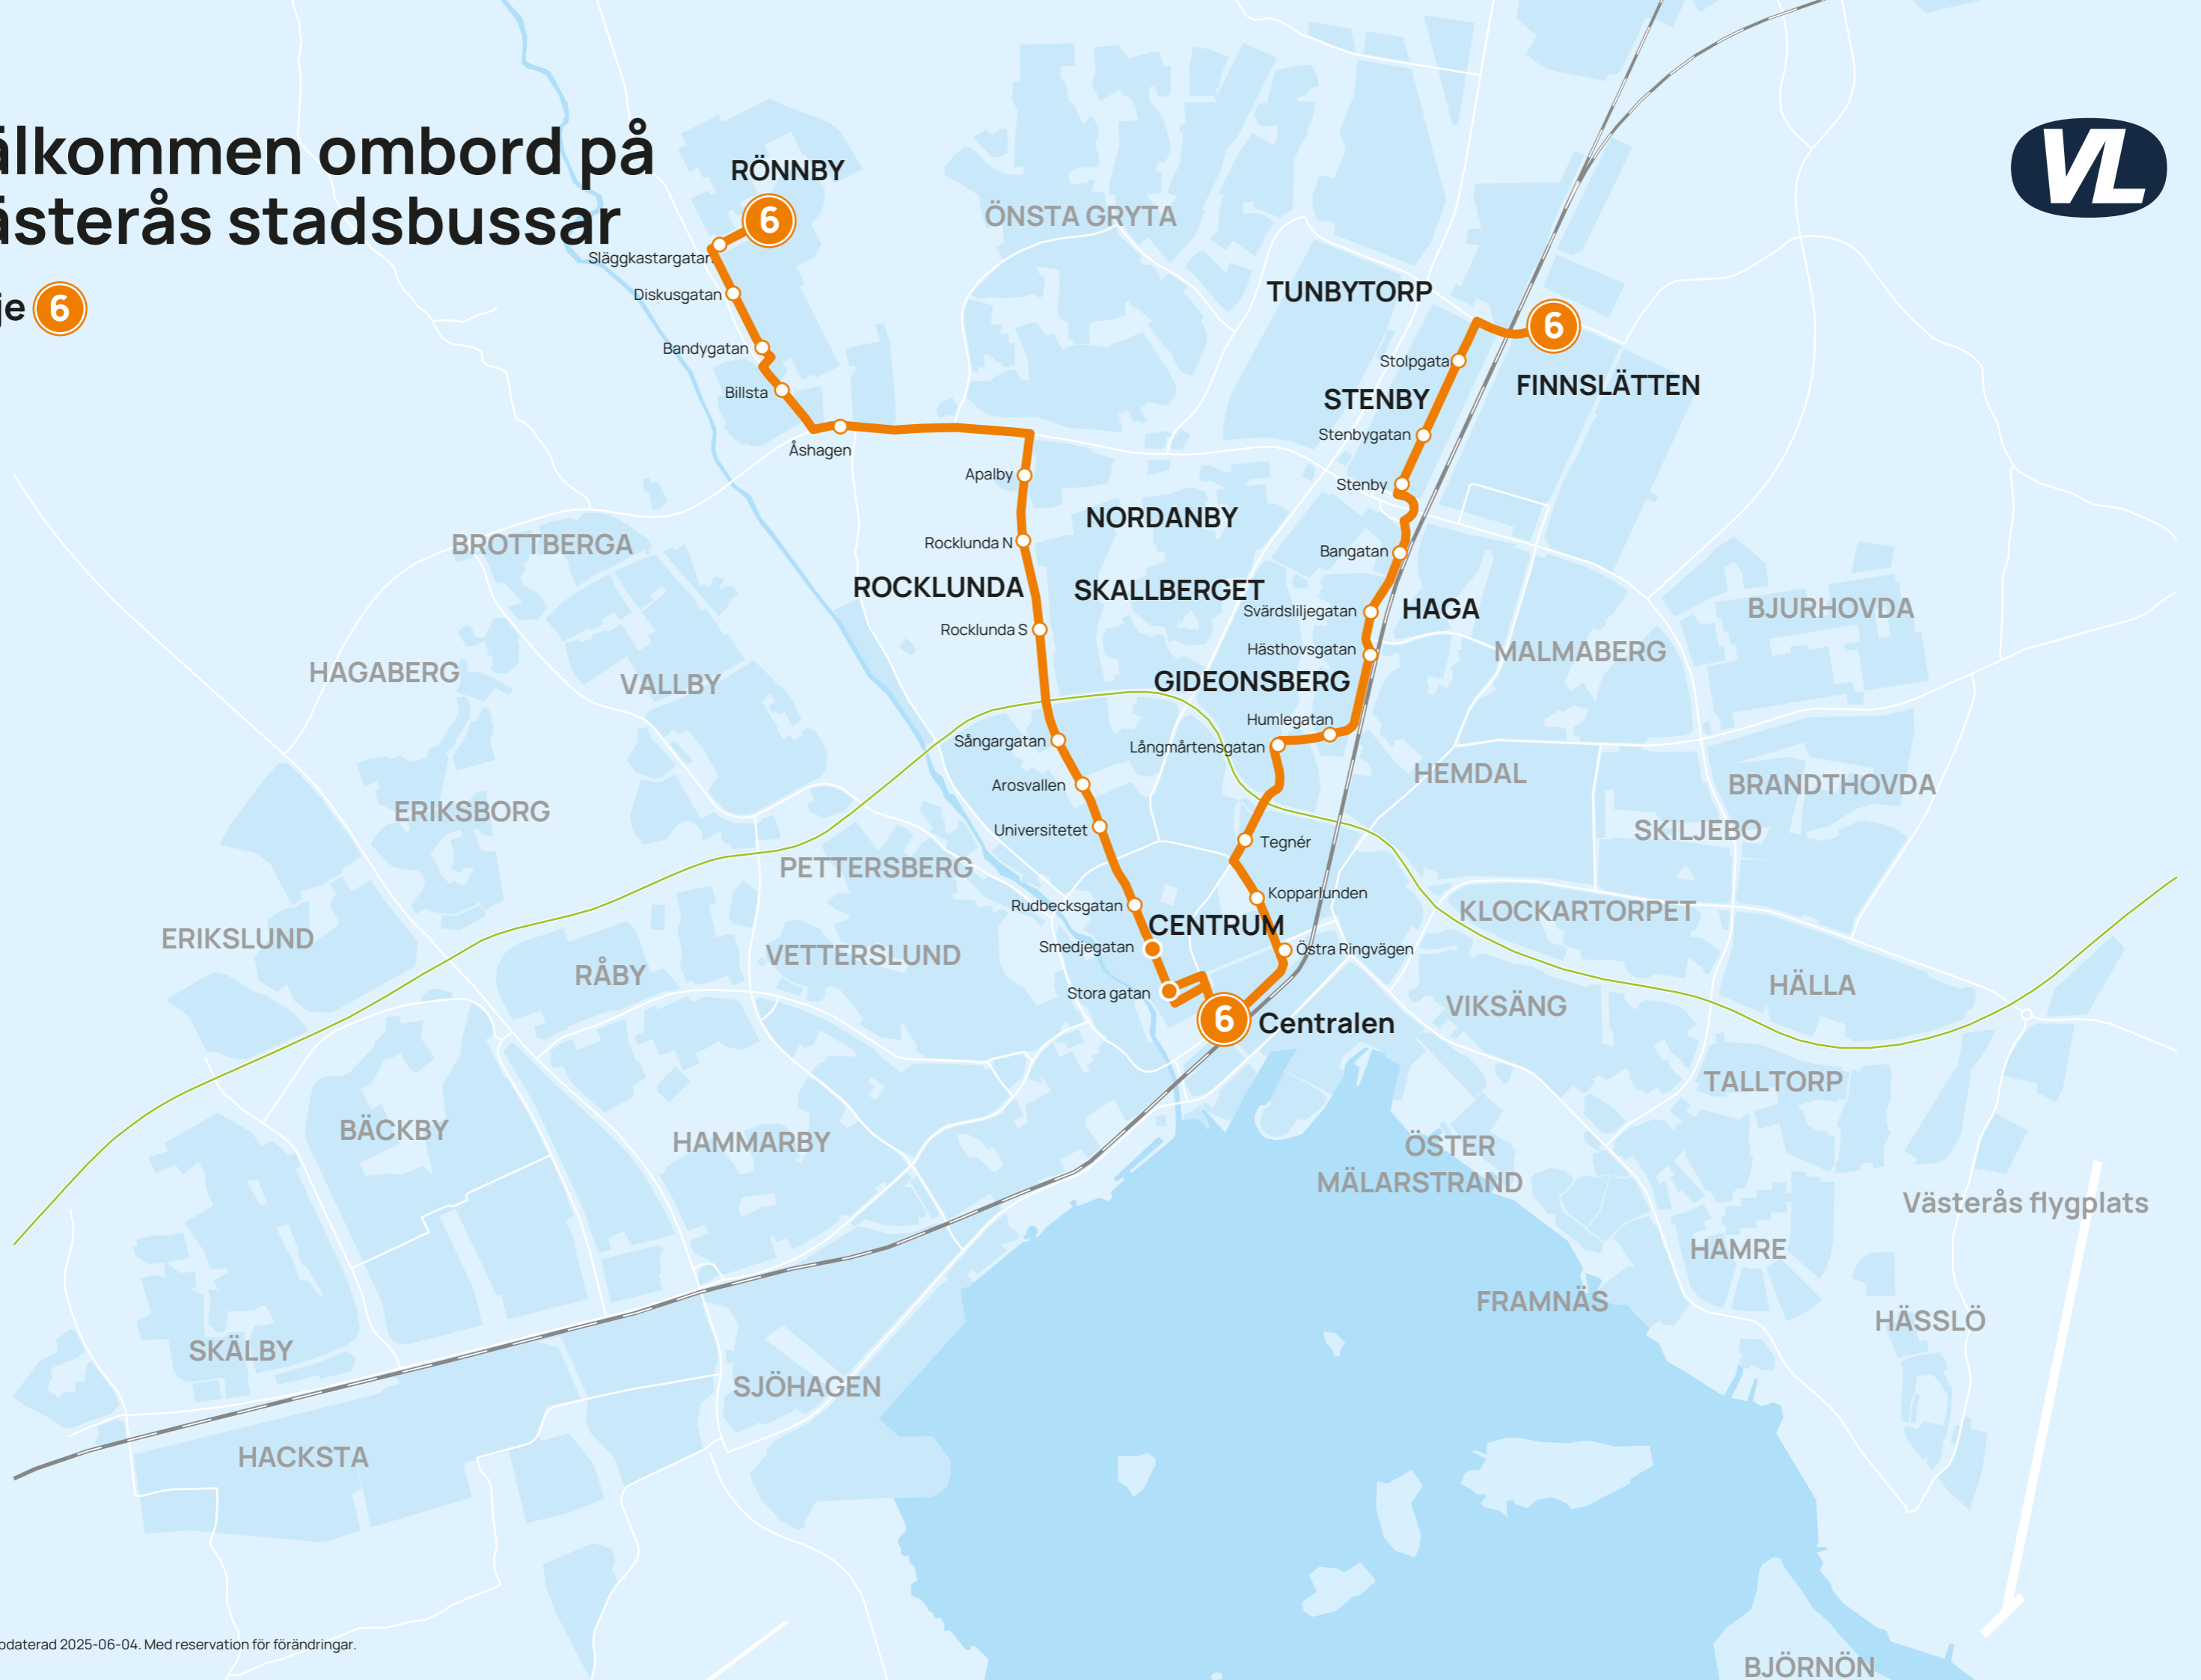 älkommen ombord på
ästerås stadsbussar
je 6
VL
RÖNNBY
6
Släggkastargatan
Diskusgatan
Bandygatan
Billsta
Åshagen
ÖNSTA GRYTA
TUNBYTORP
6
Stolpgata
FINNSLÄTTEN
STENBY
Stenbygatan
Stenby
Apalby
NORDANBY
Rocklunda N
BROTTBERGA
Bangatan
ROCKLUNDA
SKALLBERGET
Svärdsliljegatan
HAGA
BJURHOVDA
Rocklunda S
Hästhovsgatan
MALMABERG
HAGABERG
VALLBY
GIDEONSBERG
Humlegatan
Sångargatan
Långmårtensgatan
HEMDAL
Arosvallen
BRANDTHOVDA
ERIKSBORG
Universitetet
SKILJEBO
Tegnér
PETTERSBERG
Kopparlunden
Rudbecksgatan
KLOCKARTORPET
CENTRUM
ERIKSLUND
Smedjegatan
Östra Ringvägen
VETTERSLUND
RÅBY
HÄLLA
Stora gatan
VIKSÄNG
6 Centralen
TALLTORP
BÄCKBY
HAMMARBY
ÖSTER
MÄLARSTRAND
Västerås flygplats
HAMRE
FRAMNÄS
HÄSSLÖ
SKÄLBY
SJÖHAGEN
HACKSTA
pdaterad 2025-06-04. Med reservation för förändringar.
BJÖRNÖN